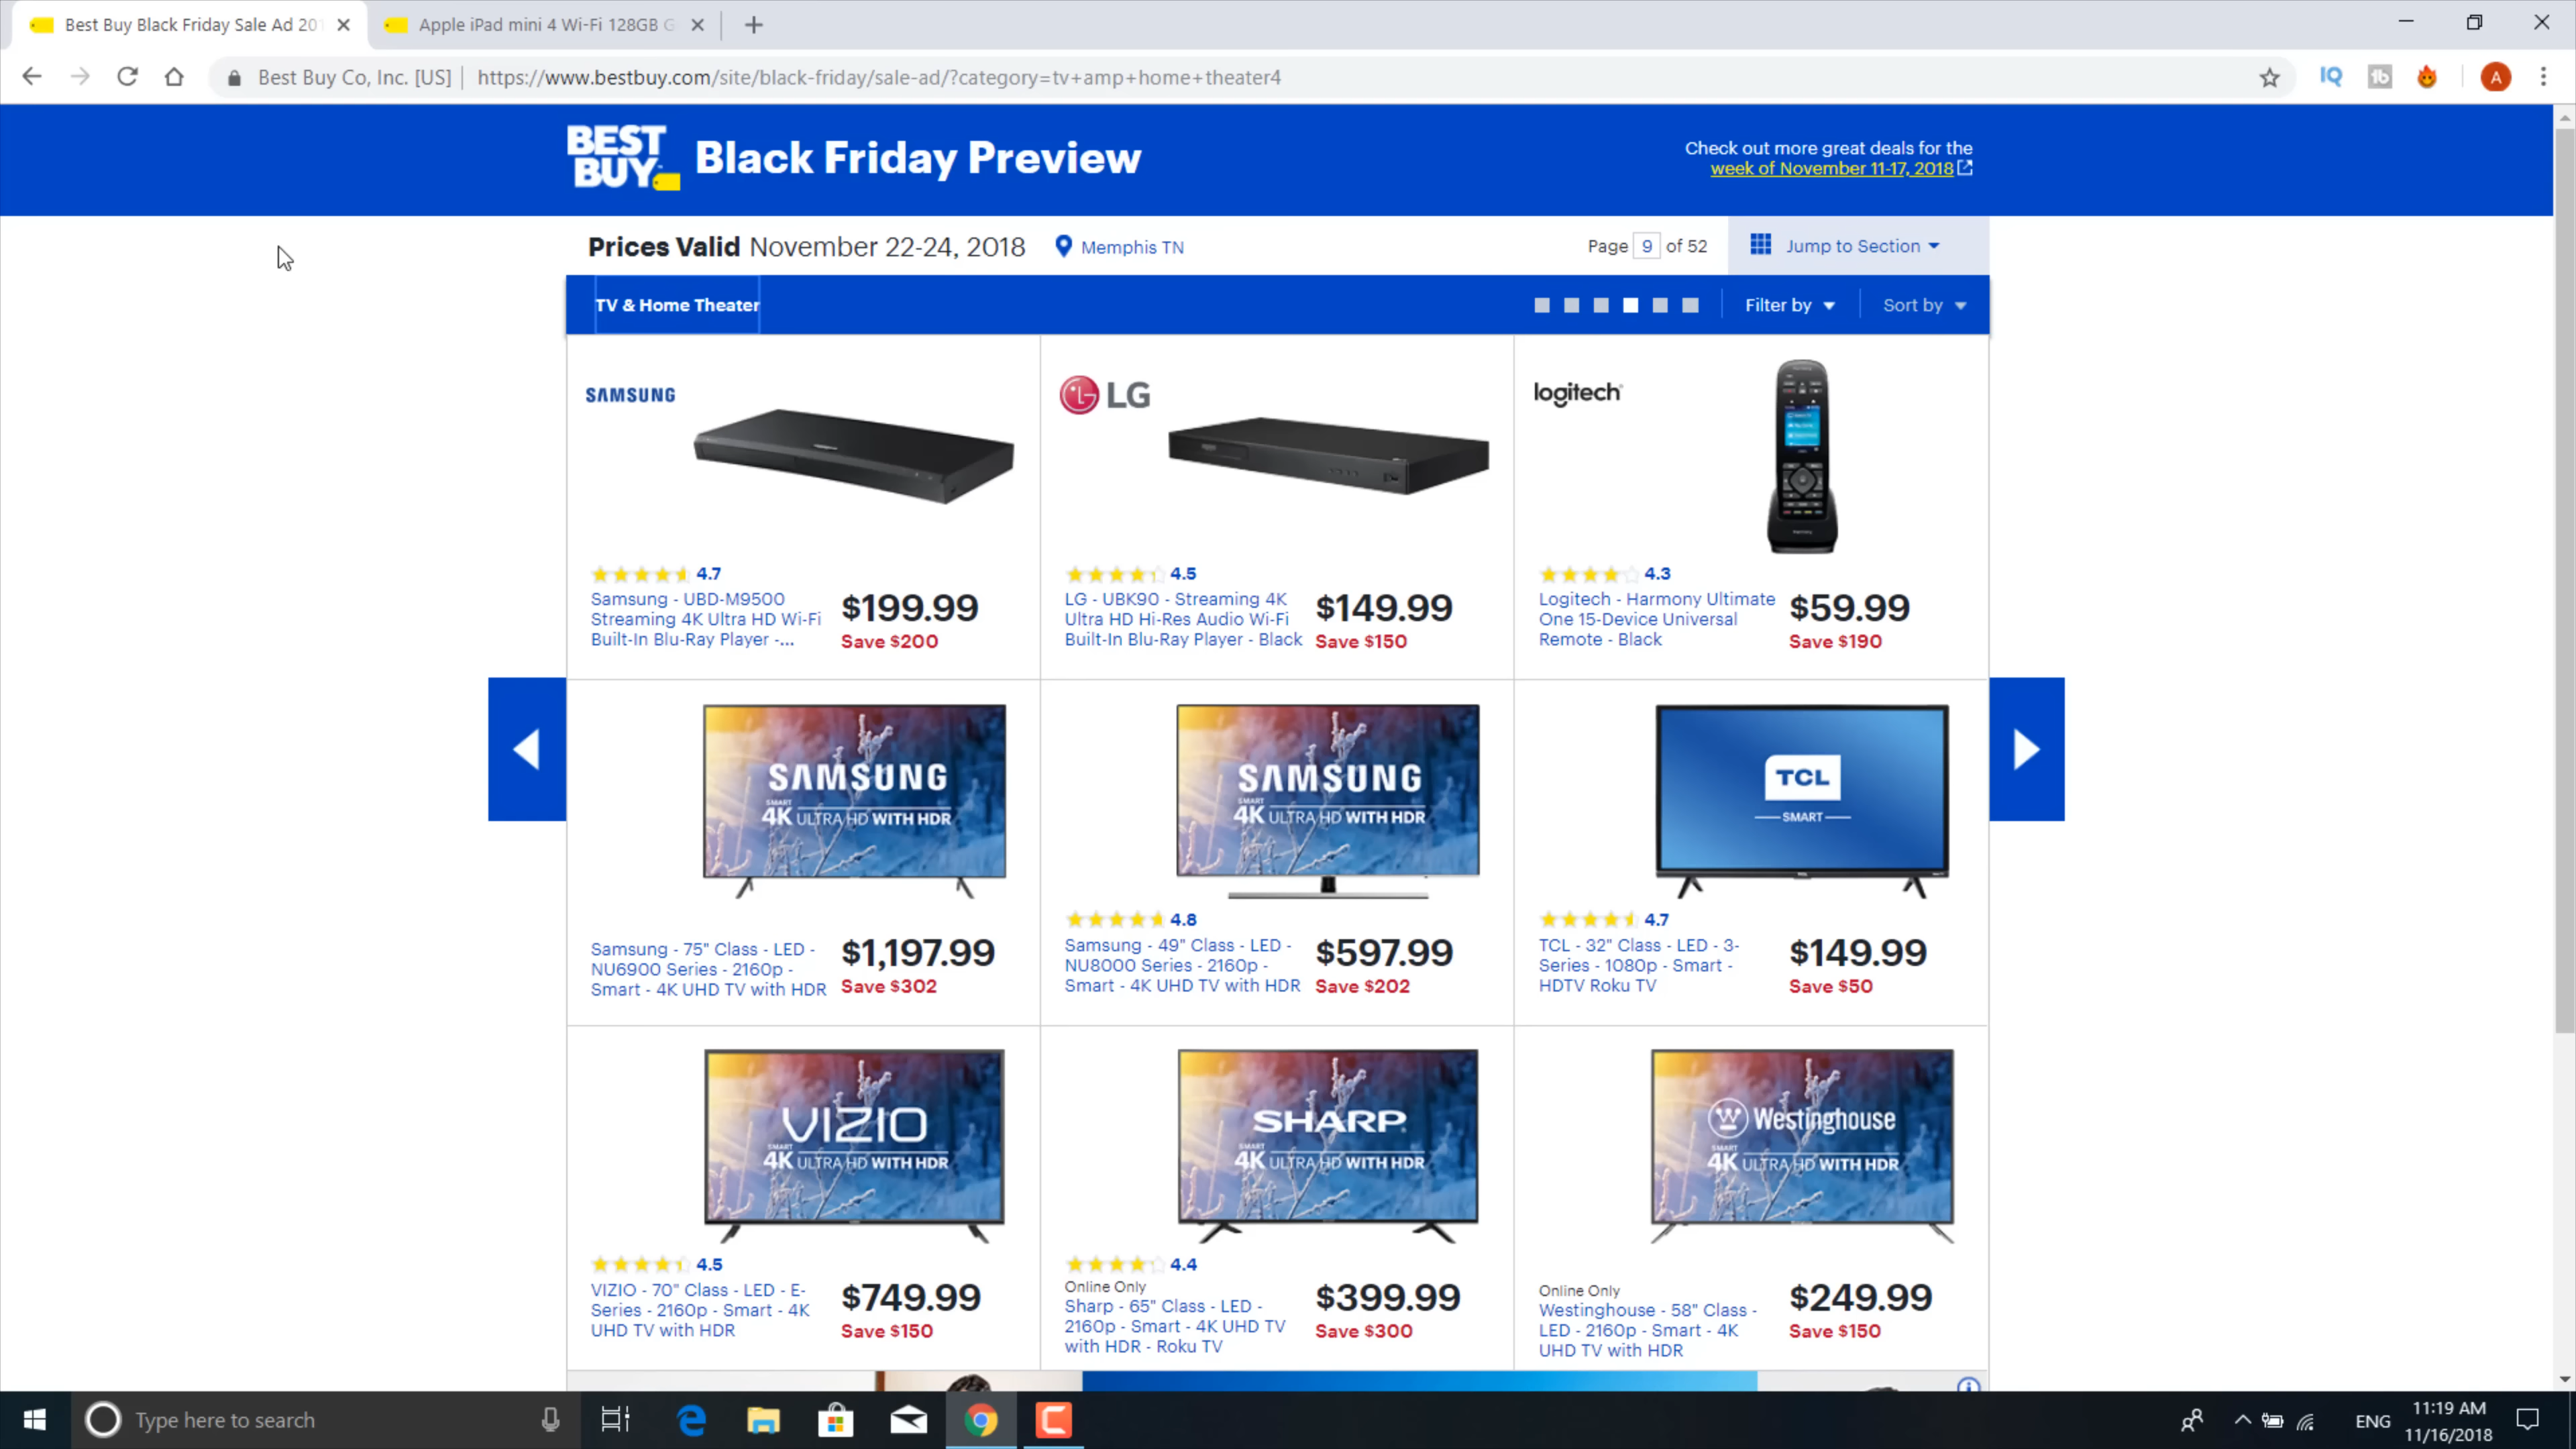 Best Buy Black Friday Sale Ad 201
Apple iPad mini 4 Wi-Fi 128GB G
Best Buy Co, Inc. [US] | https://www.bestbuy.com/site/black-friday/sale-ad/?category=tv+amp+home+theater4
IQ
tb
A
BEST
BUY
Black Friday Preview
Check out more great deals for the
week of November 11-17, 2018
Prices Valid November 22-24, 2018
Memphis TN
Page 9 of 52
Jump to Section
TV & Home Theater
Filter by
Sort by
SAMSUNG
4.7
Samsung - UBD-M9500
Streaming 4K Ultra HD Wi-Fi
Built-In Blu-Ray Player -...
$199.99
Save $200
LG
4.5
LG - UBK90 - Streaming 4K
Ultra HD Hi-Res Audio Wi-Fi
Built-In Blu-Ray Player - Black
$149.99
Save $150
logitech
4.3
Logitech - Harmony Ultimate
One 15-Device Universal
Remote - Black
$59.99
Save $190
SAMSUNG
SMART
4K ULTRA HD WITH HDR
Samsung - 75" Class - LED -
NU6900 Series - 2160p -
Smart - 4K UHD TV with HDR
$1,197.99
Save $302
SAMSUNG
SMART
4K ULTRA HD WITH HDR
4.8
Samsung - 49" Class - LED -
NU8000 Series - 2160p -
Smart - 4K UHD TV with HDR
$597.99
Save $202
TCL
SMART
4.7
TCL - 32" Class - LED - 3-
Series - 1080p - Smart -
HDTV Roku TV
$149.99
Save $50
VIZIO
SMART
4K ULTRA HD WITH HDR
4.5
VIZIO - 70" Class - LED - E-
Series - 2160p - Smart - 4K
UHD TV with HDR
$749.99
Save $150
SHARP
SMART
4K ULTRA HD WITH HDR
4.4
Online Only
Sharp - 65" Class - LED -
2160p - Smart - 4K UHD TV
with HDR - Roku TV
$399.99
Save $300
Westinghouse
SMART
4K ULTRA HD WITH HDR
Online Only
Westinghouse - 58" Class -
LED - 2160p - Smart - 4K
UHD TV with HDR
$249.99
Save $150
Type here to search
ENG
11:19 AM
11/16/2018